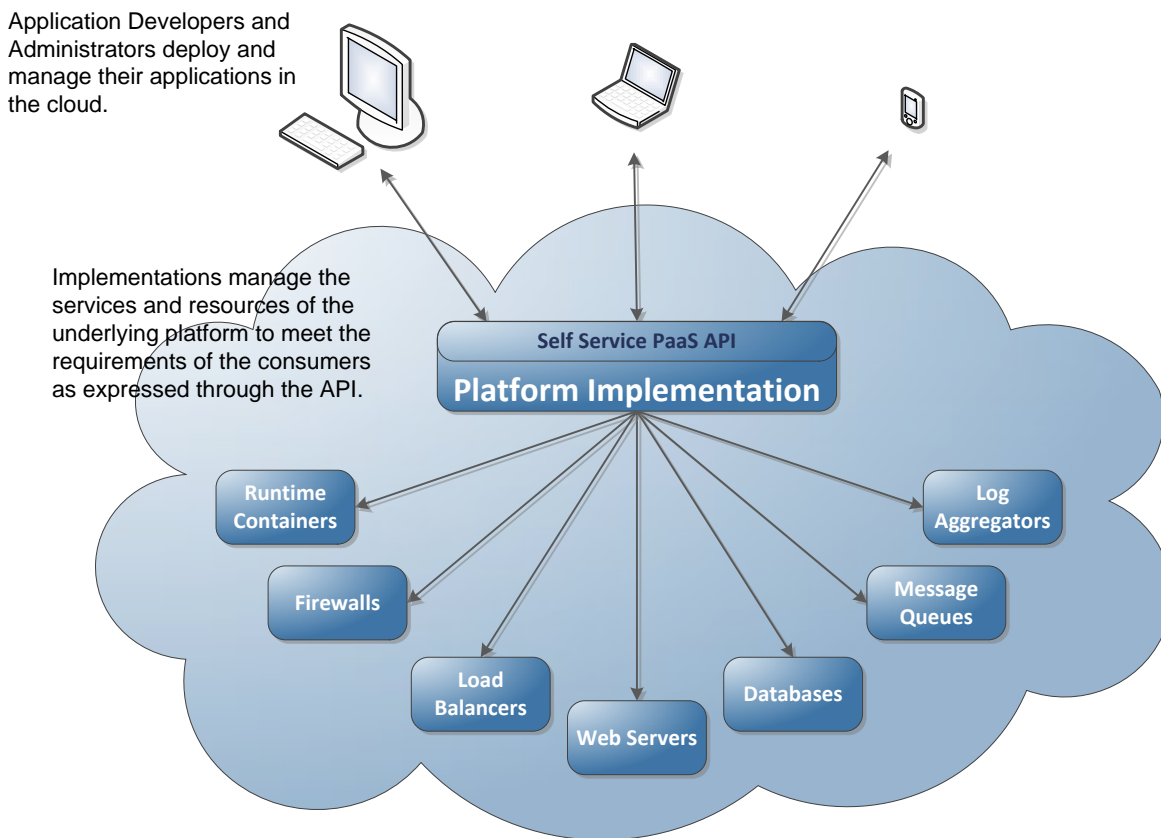 Application Developers and
Administrators deploy and
manage their applications in
the cloud.
Implementations manage the
services and resources of the
underlying platform to meet the
requirements of the consumers
as expressed through the API.
Self Service PaaS API
Platform Implementation
Runtime
Containers
Log
Aggregators
Firewalls
Message
Queues
Load
Balancers
Databases
Web Servers